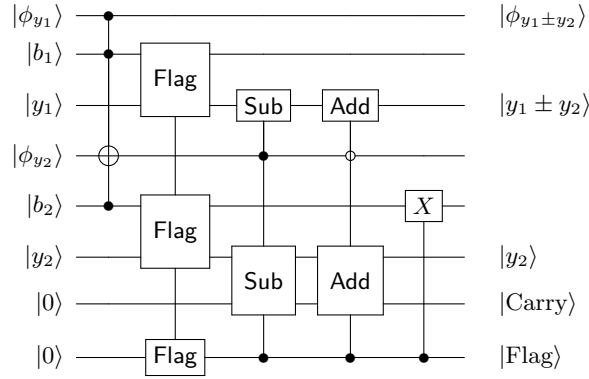 |ϕ_{y_1}⟩ |ϕ_{y_1±y_2}⟩
|b_1⟩
Flag
|y_1⟩ Sub Add |y_1 ± y_2⟩
|ϕ_{y_2}⟩
|b_2⟩ X
Flag
|y_2⟩ |y_2⟩
Sub Add
|0⟩ |Carry⟩
|0⟩ Flag |Flag⟩